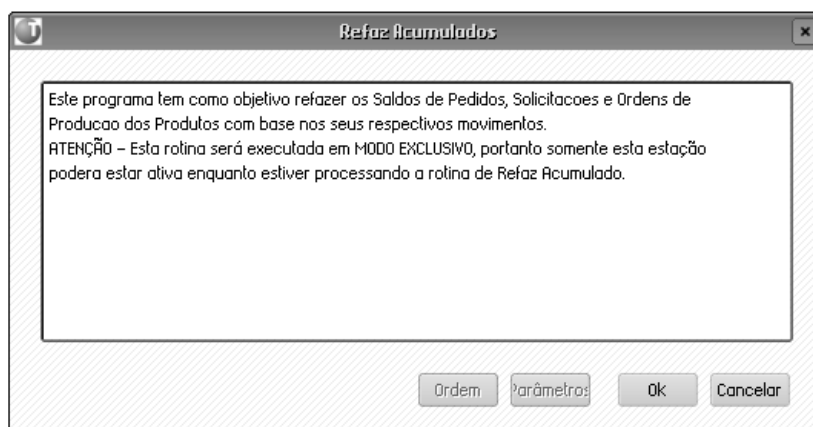 Refaz Acumulados
Este programa tem como objetivo refazer os Saldos de Pedidos, Solicitacoes e Ordens de
Producao dos Produtos com base nos seus respectivos movimentos.
ATENÇÃO - Esta rotina será executada em MODO EXCLUSIVO, portanto somente esta estação
podera estar ativa enquanto estiver processando a rotina de Refaz Acumulado.
Ordem Parâmetros Ok Cancelar